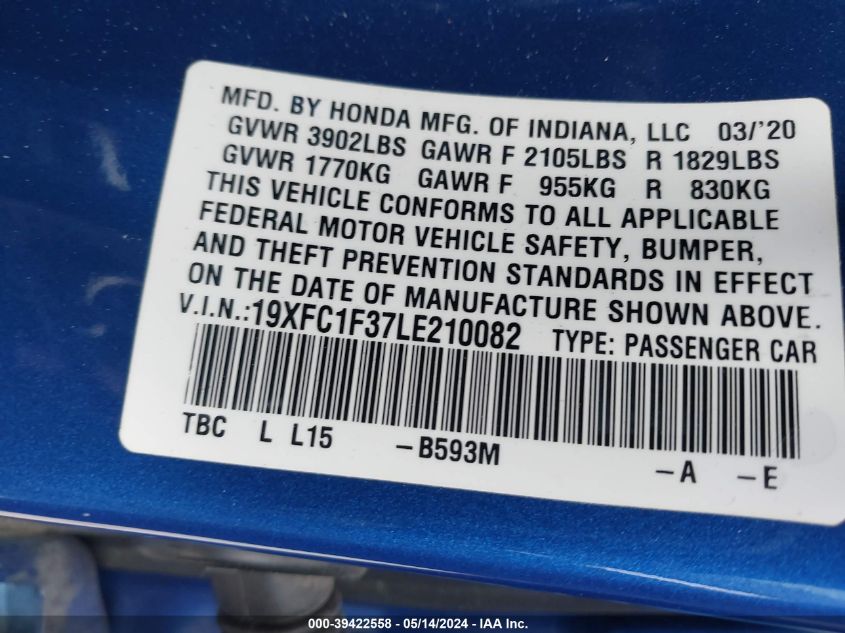 MFD. BY HONDA MFG. OF INDIANA, LLC 03/'20
GVWR 3902LBS GAWR F 2105LBS R 1829LBS
GVWR 1770KG GAWR F 955KG R 830KG
THIS VEHICLE CONFORMS TO ALL APPLICABLE
FEDERAL MOTOR VEHICLE SAFETY, BUMPER,
AND THEFT PREVENTION STANDARDS IN EFFECT
ON THE DATE OF MANUFACTURE SHOWN ABOVE.
V.I.N.:19XFC1F37LE210082 TYPE: PASSENGER CAR
TBC L L15 -B593M -A -E
000-39422558 - 05/14/2024 - IAA Inc.